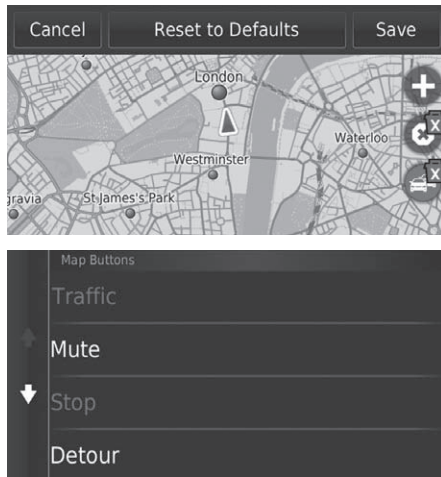 Cancel Reset to Defaults Save
London
Waterloo
Westminster
gravia St James's Park
X
X
Map Buttons
Traffic
Mute
Stop
Detour